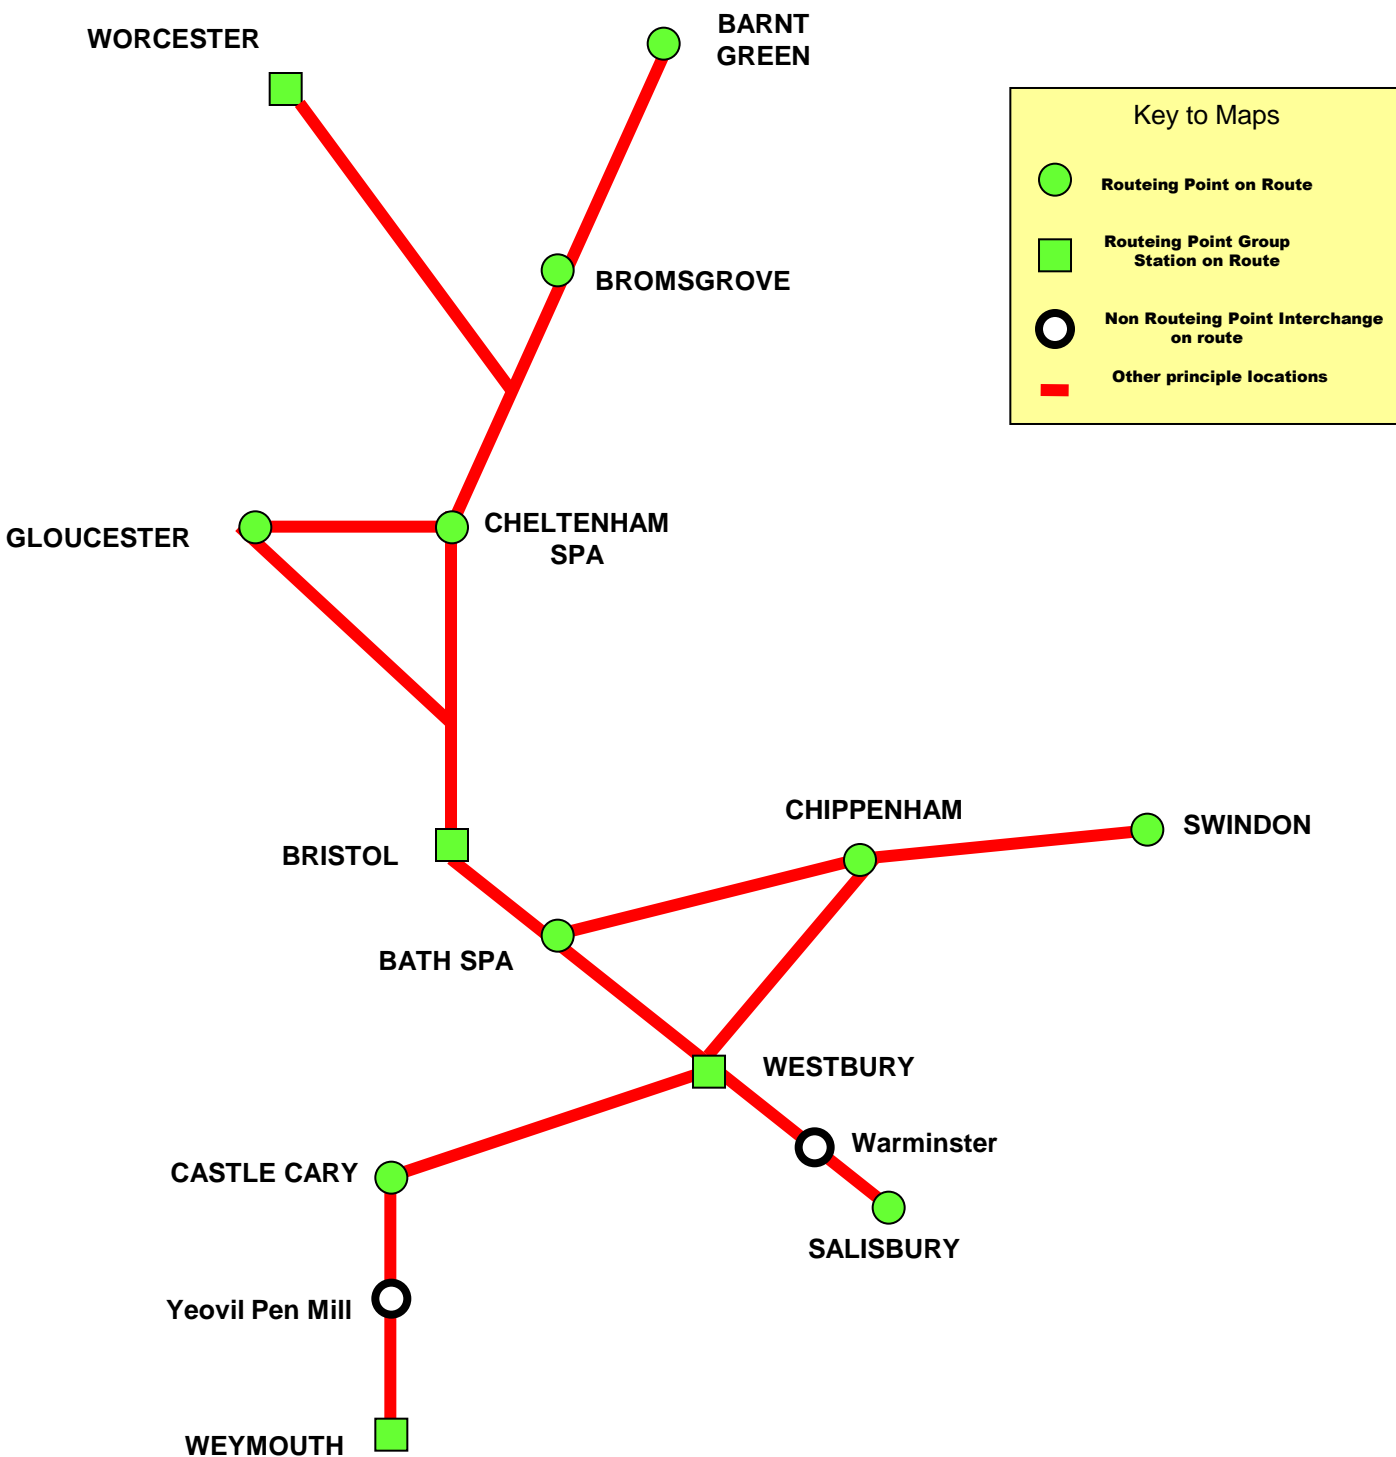 BARNT
GREEN
WORCESTER
Key to Maps
Routeing Point on Route
Routeing Point Group
Station on Route
BROMSGROVE
Non Routeing Point Interchange
on route
Other principle locations
CHELTENHAM
SPA
GLOUCESTER
CHIPPENHAM
SWINDON
BRISTOL
BATH SPA
WESTBURY
Warminster
CASTLE CARY
SALISBURY
Yeovil Pen Mill
WEYMOUTH